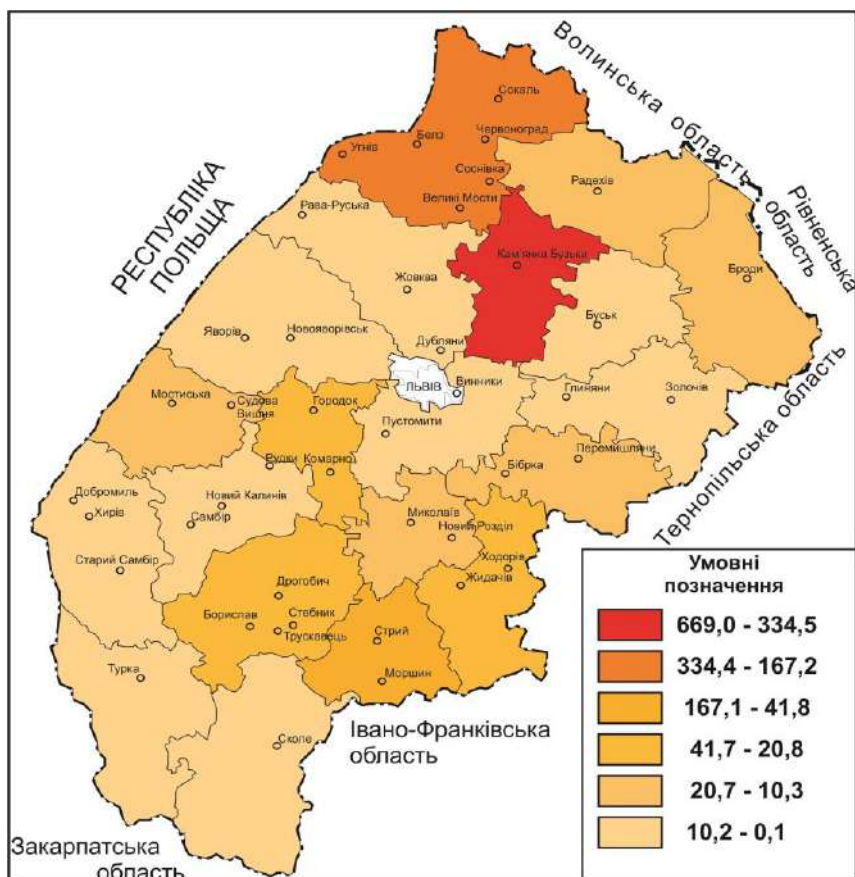 Волинська область
Рівненська
область
РЕСПУБЛІКА
ПОЛЬЩА
Сокаль
Белз
Червоноград
Угнів
Соснівка
Радехів
Великі Мости
Рава-Руська
Кам'янка Бузька
Броди
Жовква
Буськ
Яворів
Новояворівськ
Дубляни
ЛЬВІВ
Винники
Глиняни
Золочів
Мостиська
Судова
Вишня
Городок
Пустомити
Тернопільська область
Рудки
Комарно
Бібрка
Перемишляни
Добромиль
Хирів
Новий Калинів
Самбір
Миколаїв
Новий Розділ
Старий Самбір
Ходорів
Жидачів
Дрогобич
Борислав
Стебник
Трускавець
Стрий
Моршин
Турка
Сколе
Івано-Франківська
область
Закарпатська
область
Умовні
позначення
669,0 - 334,5
334,4 - 167,2
167,1 - 41,8
41,7 - 20,8
20,7 - 10,3
10,2 - 0,1